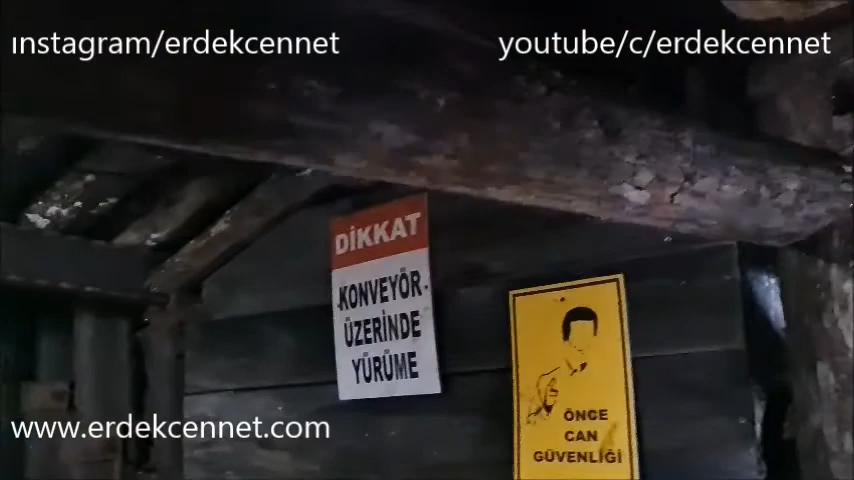 ınstagram/erdekcennet
youtube/c/erdekcennet
DİKKAT
KONVEYÖR
ÜZERİNDE
YÜRÜME
ÖNCE
CAN
GÜVENLİĞİ
www.erdekcennet.com